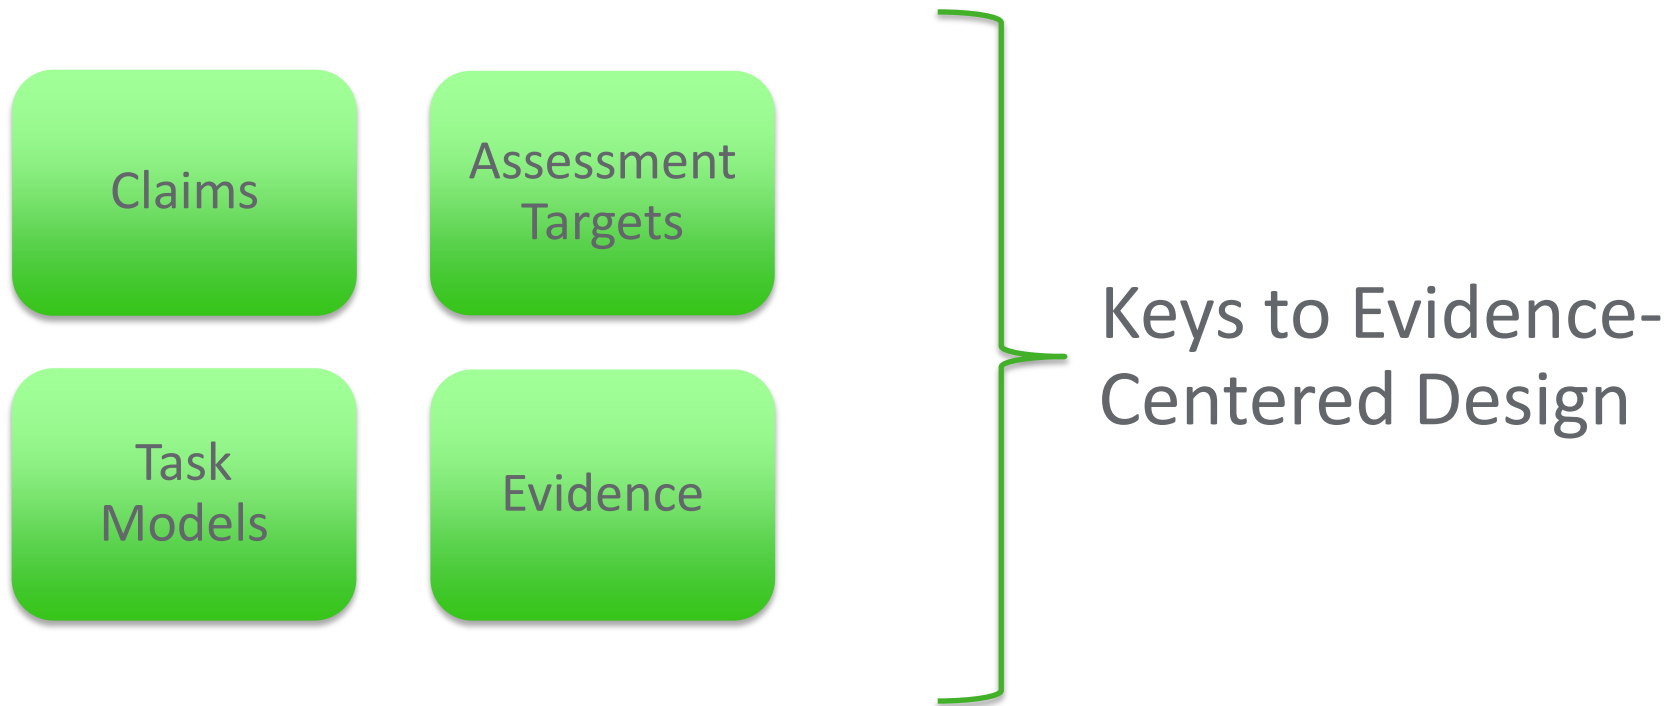 Claims
Assessment
Targets
Task
Models
Evidence
Keys to Evidence-
Centered Design